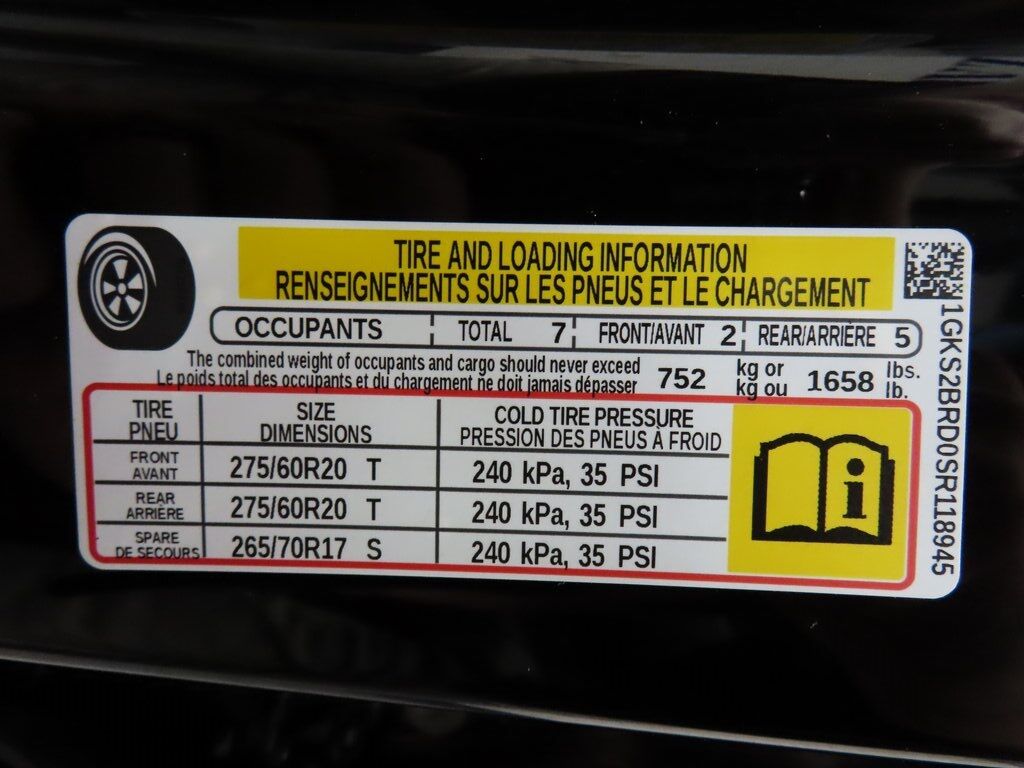 TIRE AND LOADING INFORMATION
RENSEIGNEMENTS SUR LES PNEUS ET LE CHARGEMENT
OCCUPANTS TOTAL 7 FRONT/AVANT 2 REAR/ARRIÈRE 5
The combined weight of occupants and cargo should never exceed 752 kg or 1658 lbs.
Le poids total des occupants et du chargement ne doit jamais dépasser kg ou lb.
TIRE SIZE COLD TIRE PRESSURE
PNEU DIMENSIONS PRESSION DES PNEUS À FROID
FRONT
AVANT 275/60R20 T 240 kPa, 35 PSI
REAR
ARRIÈRE 275/60R20 T 240 kPa, 35 PSI
SPARE
DE SECOURS 265/70R17 S 240 kPa, 35 PSI
i
1GKS2BRD0SR118945